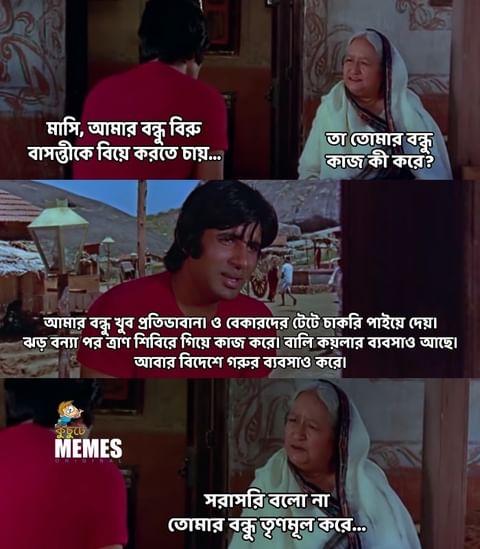 মাসি, আমার বন্ধু বিরু
বাসন্তীকে বিয়ে করতে চায়...
তা তোমার বন্ধু
কাজ কী করে?
আমার বন্ধু খুব প্রতিভাবান। ও বেকারদের টেটে চাকরি পাইয়ে দেয়।
ঝড় বন্যা পর ত্রাণ শিবিরে গিয়ে কাজ করে। বালি কয়লার ব্যবসাও আছে।
আবার বিদেশে গরুর ব্যবসাও করে।
কুচুটে
MEMES
ORIGINAL
সরাসরি বলো না
তোমার বন্ধু তৃণমূল করে...